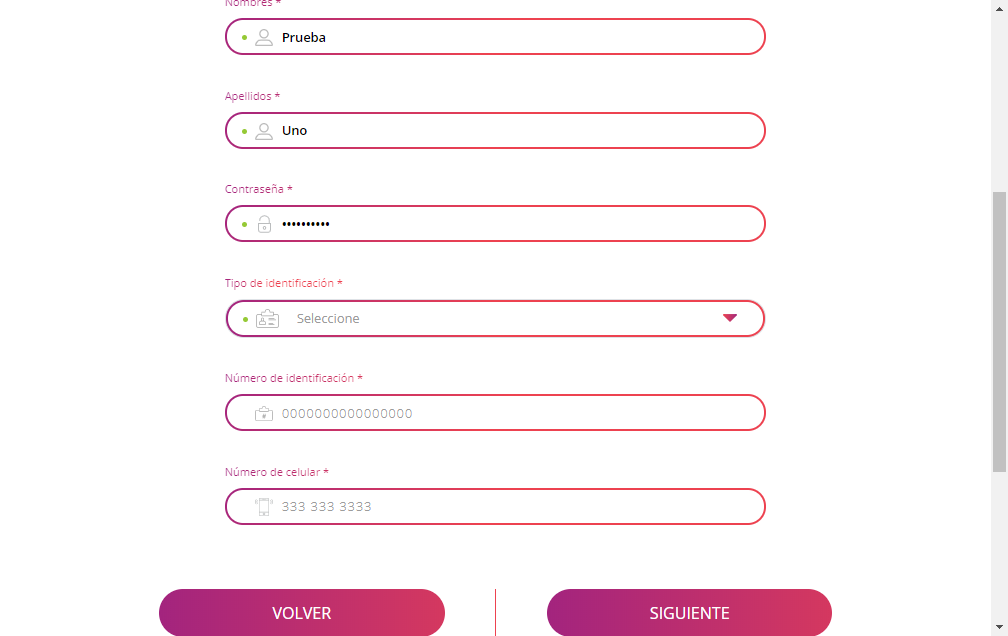 Nombres *
Prueba
Apellidos *
Uno
Contraseña *
••••••••••
Tipo de identificación *
Seleccione
Número de identificación *
0000000000000000
Número de celular *
333 333 3333
VOLVER
SIGUIENTE